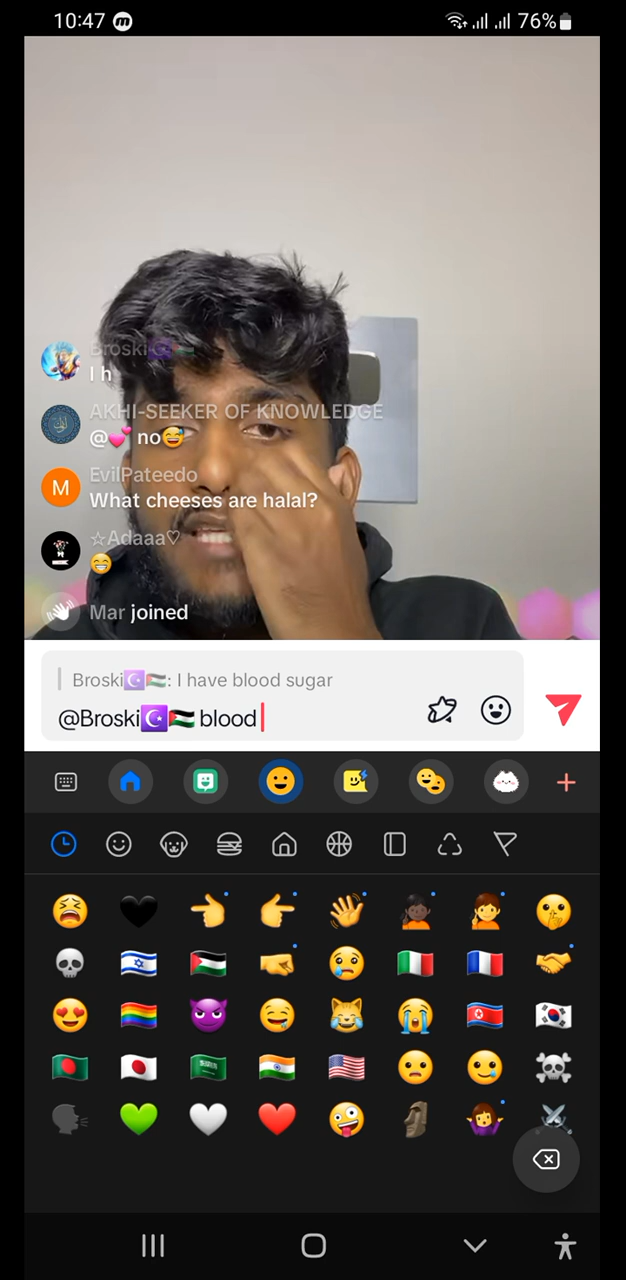 10:47
76%
Broski☪️🇵🇸
I h
AKHI-SEEKER OF KNOWLEDGE
@💕 no😅
EvilPateedo
M
What cheeses are halal?
☆Adaaa♡
😁
Mar joined
Broski☪️🇵🇸: I have blood sugar
@Broski☪️🇵🇸 blood